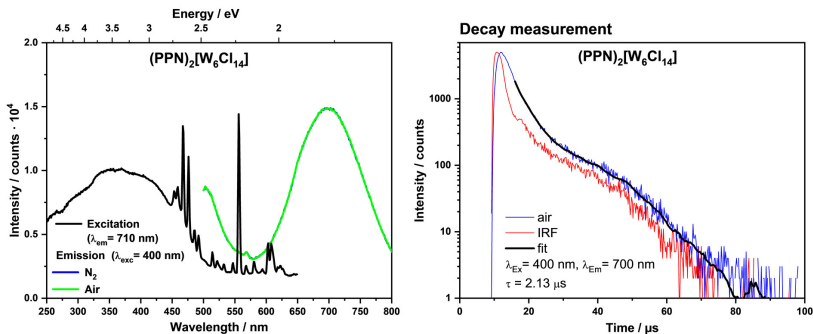 Energy / eV
4.5 4 3.5 3 2.5 2
2.0
1.5
1.0
0.5
0.0
Intensity / counts · 10⁴
(PPN)₂[W₆Cl₁₄]
Excitation
(λem= 710 nm)
Emission (λexc= 400 nm)
N₂
Air
250 300 350 400 450 500 550 600 650 700 750 800
Wavelength / nm
Decay measurement
(PPN)₂[W₆Cl₁₄]
1000
100
10
1
Intensity / counts
air
IRF
fit
λEx= 400 nm, λEm= 700 nm
τ = 2.13 μs
0 20 40 60 80 100
Time / μs